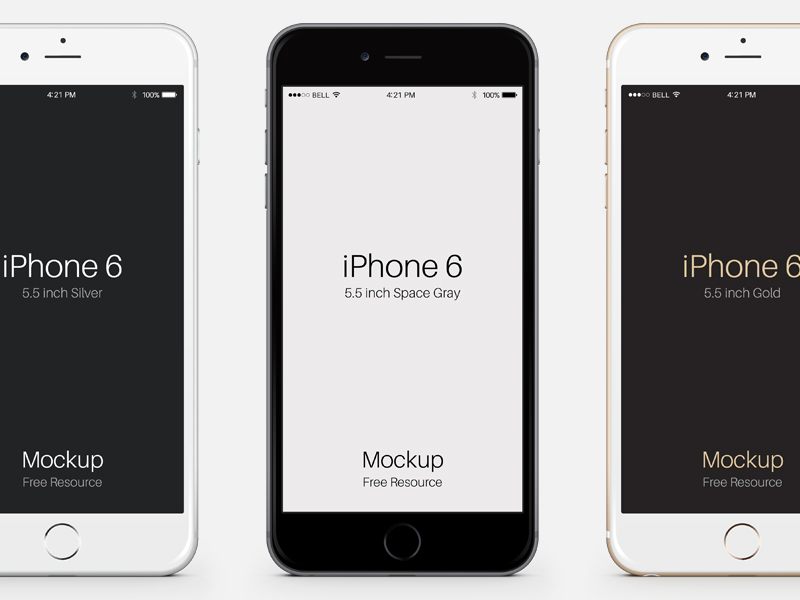 4:21 PM 100%
iPhone 6
5.5 inch Silver
Mockup
Free Resource
BELL 4:21 PM 100%
iPhone 6
5.5 inch Space Gray
Mockup
Free Resource
BELL 4:21 PM
iPhone 6
5.5 inch Gold
Mockup
Free Resource